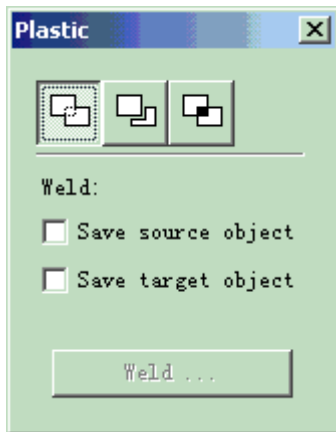 Plastic
Weld:
Save source object
Save target object
Weld ...